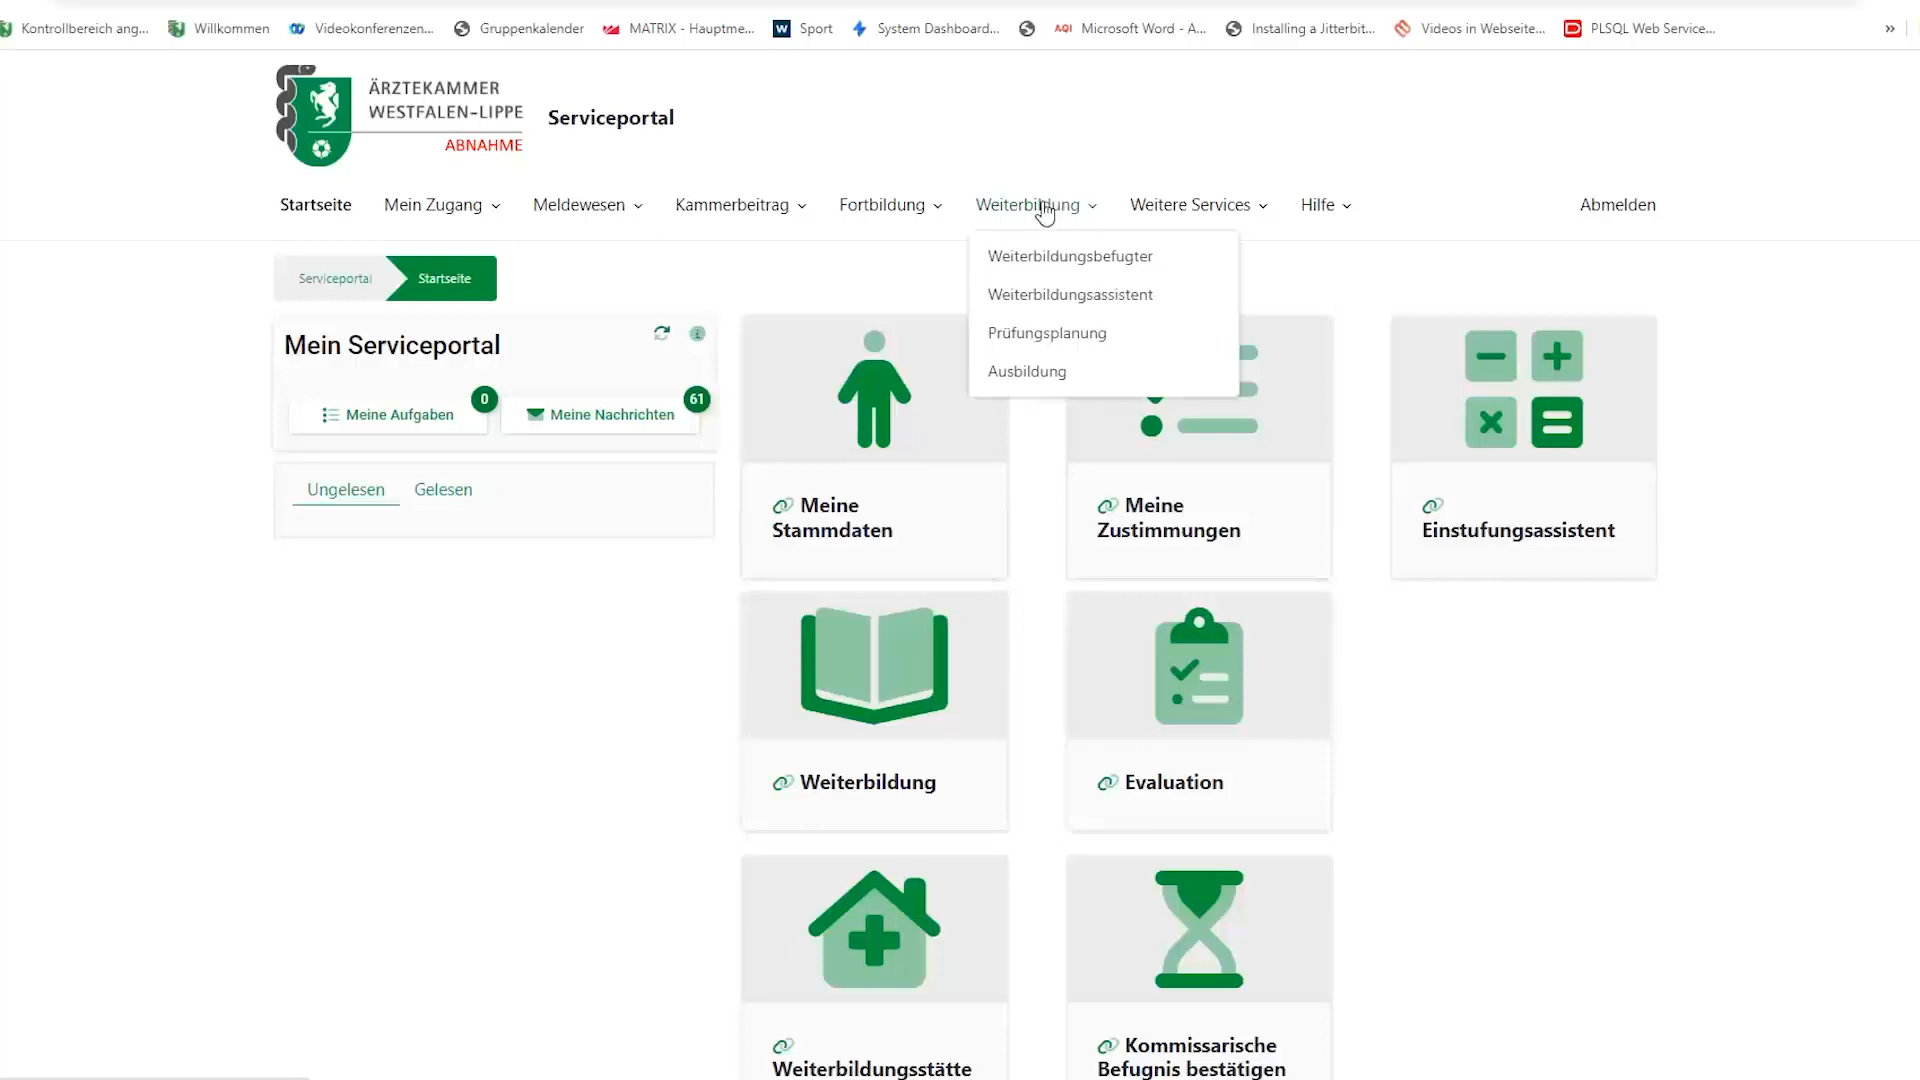 Kontrollbereich ang... Willkommen Videokonferenzen... Gruppenkalender MATRIX - Hauptme... W Sport System Dashboard... AQI Microsoft Word - A... Installing a Jitterbit... Videos in Webseite... PLSQL Web Service... »
ÄRZTEKAMMER
WESTFALEN-LIPPE
ABNAHME
Serviceportal
Startseite Mein Zugang Meldewesen Kammerbeitrag Fortbildung Weiterbildung Weitere Services Hilfe Abmelden
Weiterbildungsbefugter
Weiterbildungsassistent
Prüfungsplanung
Ausbildung
Serviceportal Startseite
Mein Serviceportal
Meine Aufgaben 0 Meine Nachrichten 61
Ungelesen Gelesen
Meine
Stammdaten
Meine
Zustimmungen
Einstufungsassistent
Weiterbildung
Evaluation
Weiterbildungsstätte
Kommissarische
Befugnis bestätigen